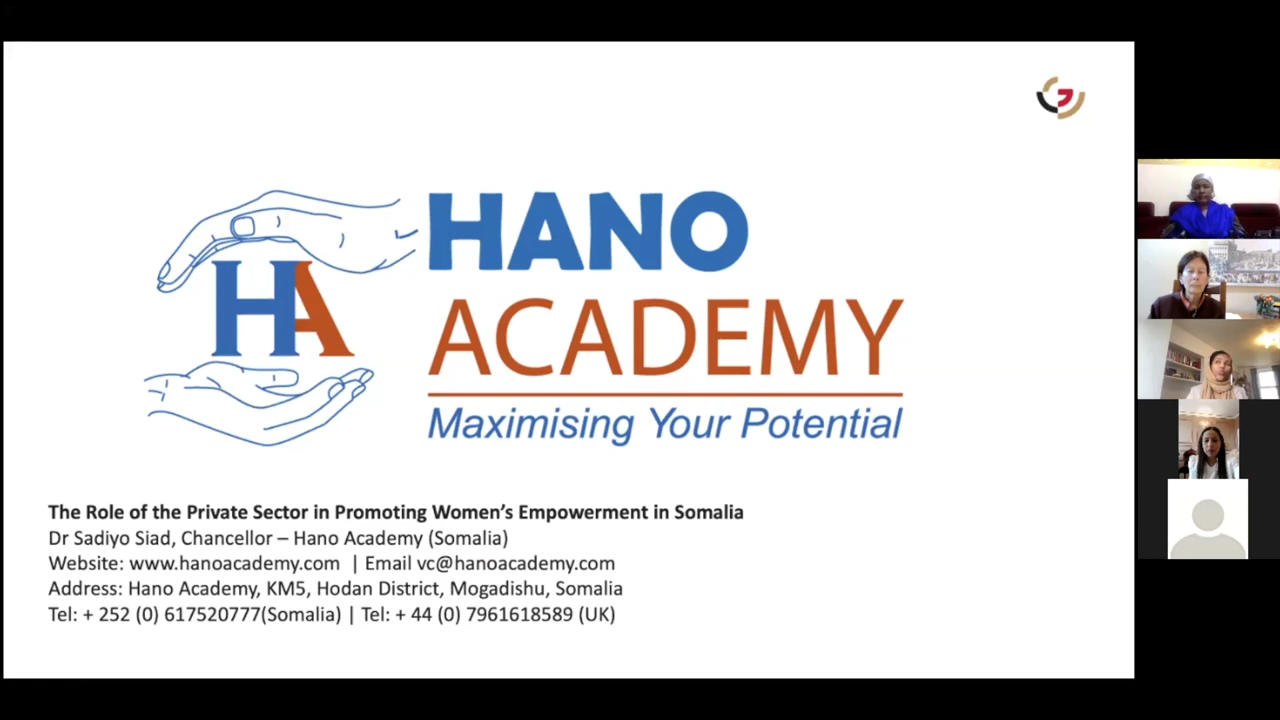 HANO
HA
ACADEMY
Maximising Your Potential
The Role of the Private Sector in Promoting Women’s Empowerment in Somalia
Dr Sadiyo Siad, Chancellor – Hano Academy (Somalia)
Website: www.hanoacademy.com | Email vc@hanoacademy.com
Address: Hano Academy, KM5, Hodan District, Mogadishu, Somalia
Tel: + 252 (0) 617520777(Somalia) | Tel: + 44 (0) 7961618589 (UK)